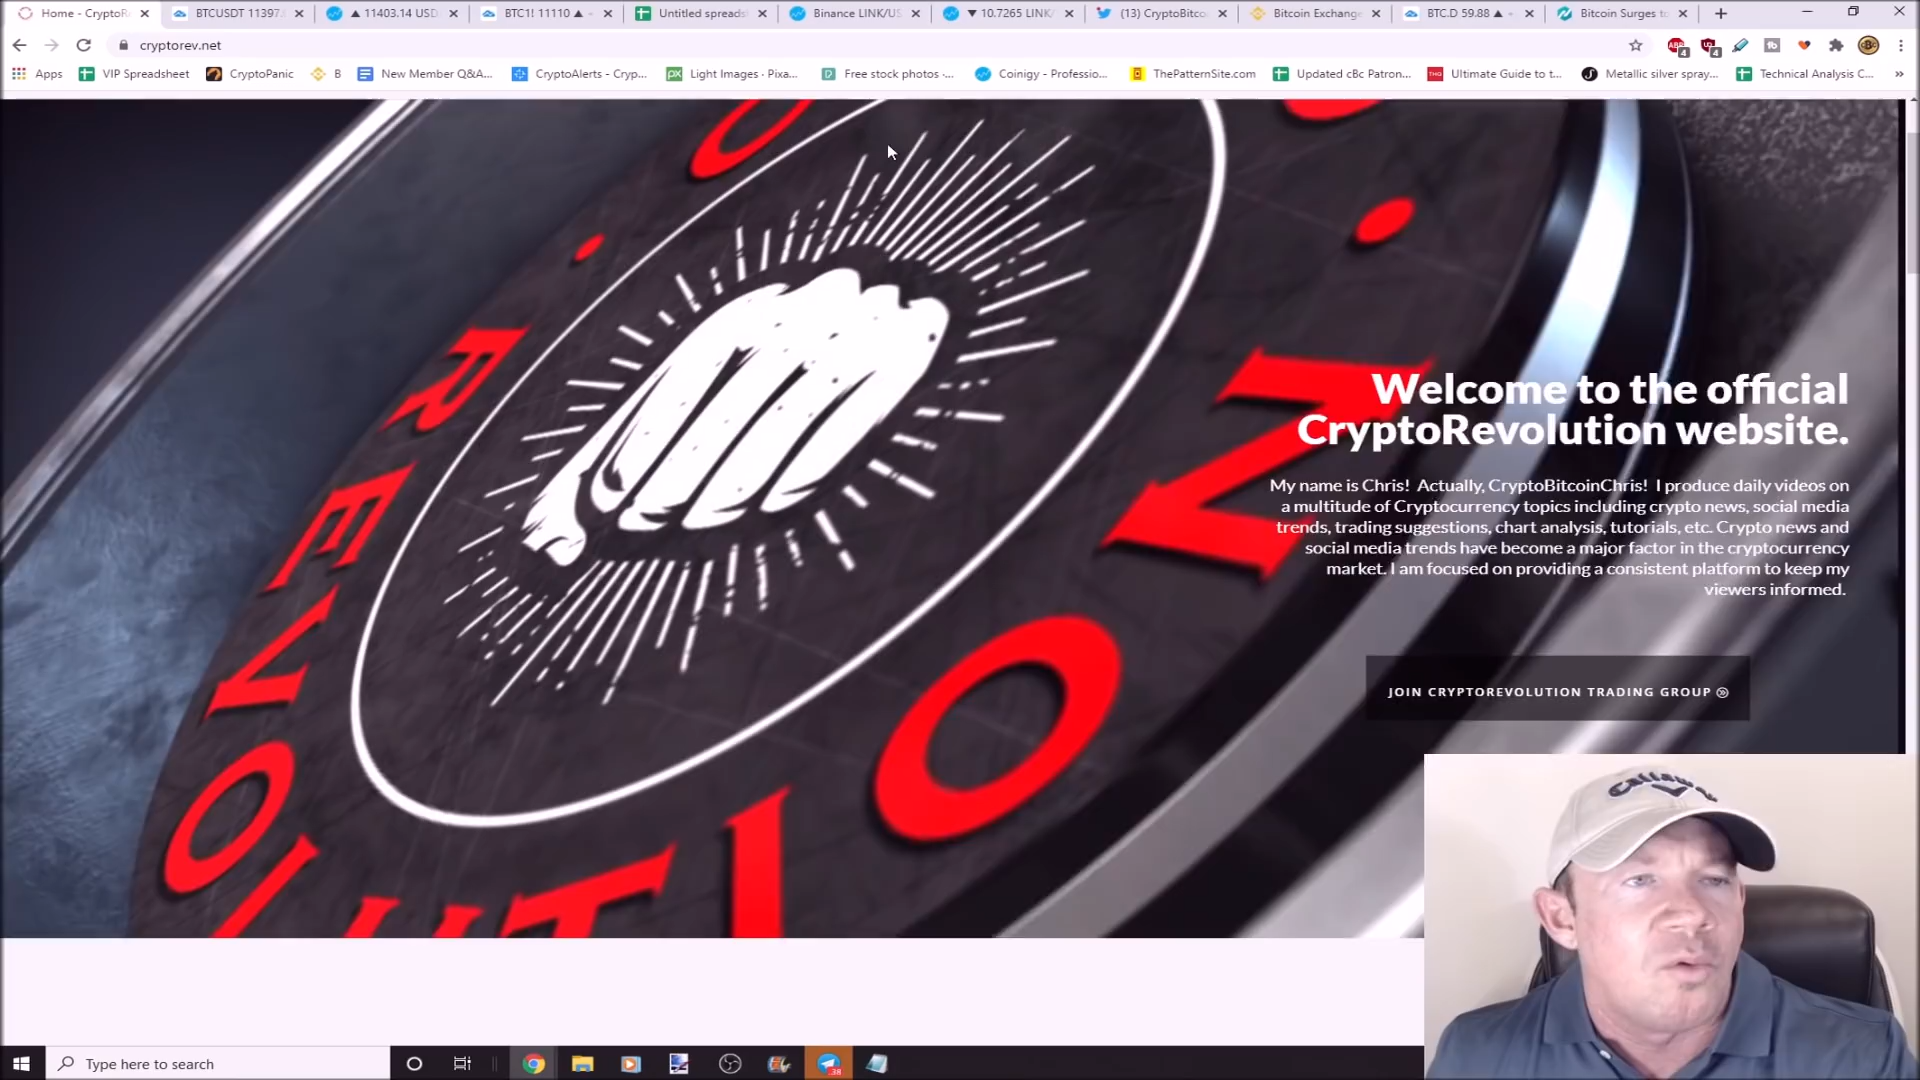 Home - CryptoR
BTCUSDT 11397
▲ 11403.14 USD
BTC1! 11110 ▲
Untitled spreads
Binance LINK/US
▼ 10.7265 LINK/
(13) CryptoBitco
Bitcoin Exchange
BTC.D 59.88 ▲
Bitcoin Surges to
cryptorev.net
Apps
VIP Spreadsheet
CryptoPanic
B
New Member Q&A...
CryptoAlerts - Cryp...
Light Images · Pixa...
Free stock photos ·...
Coinigy - Professio...
ThePatternSite.com
Updated cBc Patron...
Ultimate Guide to t...
Metallic silver spray...
Technical Analysis C...
REVOLUTION
Welcome to the official
CryptoRevolution website.
My name is Chris! Actually, CryptoBitcoinChris! I produce daily videos on
a multitude of Cryptocurrency topics including crypto news, social media
trends, trading suggestions, chart analysis, tutorials, etc. Crypto news and
social media trends have become a major factor in the cryptocurrency
market. I am focused on providing a consistent platform to keep my
viewers informed.
JOIN CRYPTOREVOLUTION TRADING GROUP
Callaway
Type here to search
38